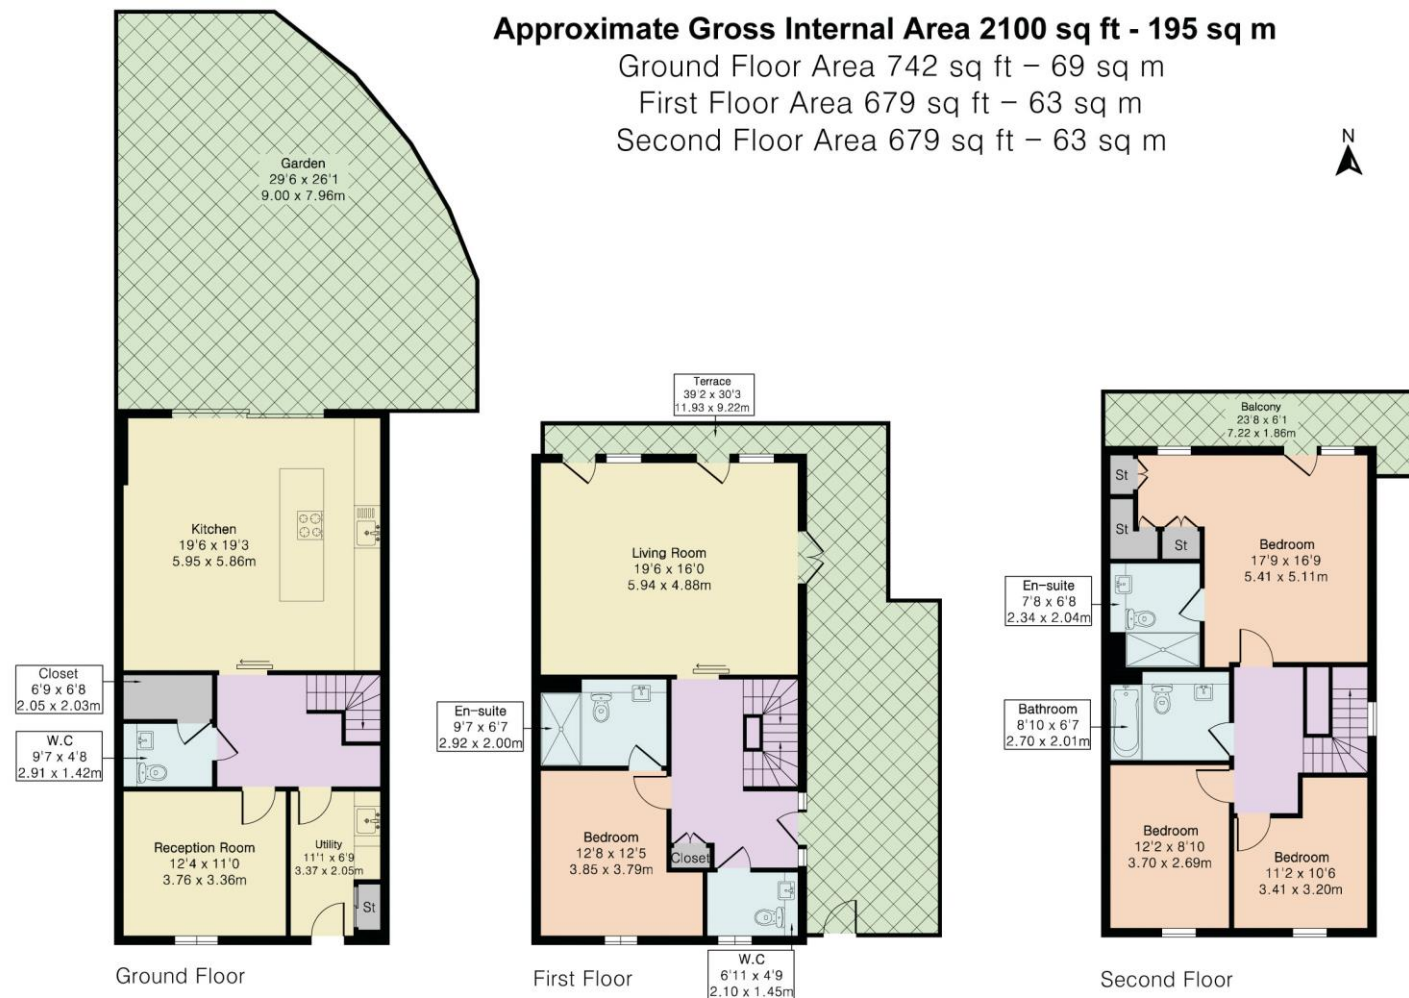 Approximate Gross Internal Area 2100 sq ft - 195 sq m
Ground Floor Area 742 sq ft – 69 sq m
First Floor Area 679 sq ft – 63 sq m
Second Floor Area 679 sq ft – 63 sq m
N
Garden
29'6 x 26'1
9.00 x 7.96m
Kitchen
19'6 x 19'3
5.95 x 5.86m
Closet
6'9 x 6'8
2.05 x 2.03m
W.C
9'7 x 4'8
2.91 x 1.42m
Reception Room
12'4 x 11'0
3.76 x 3.36m
Utility
11'1 x 6'9
3.37 x 2.05m
St
Ground Floor
Terrace
39'2 x 30'3
11.93 x 9.22m
Living Room
19'6 x 16'0
5.94 x 4.88m
En-suite
9'7 x 6'7
2.92 x 2.00m
Bedroom
12'8 x 12'5
3.85 x 3.79m
Closet
W.C
6'11 x 4'9
2.10 x 1.45m
First Floor
Balcony
23'8 x 6'1
7.22 x 1.86m
St
St
St
Bedroom
17'9 x 16'9
5.41 x 5.11m
En-suite
7'8 x 6'8
2.34 x 2.04m
Bathroom
8'10 x 6'7
2.70 x 2.01m
Bedroom
12'2 x 8'10
3.70 x 2.69m
Bedroom
11'2 x 10'6
3.41 x 3.20m
Second Floor